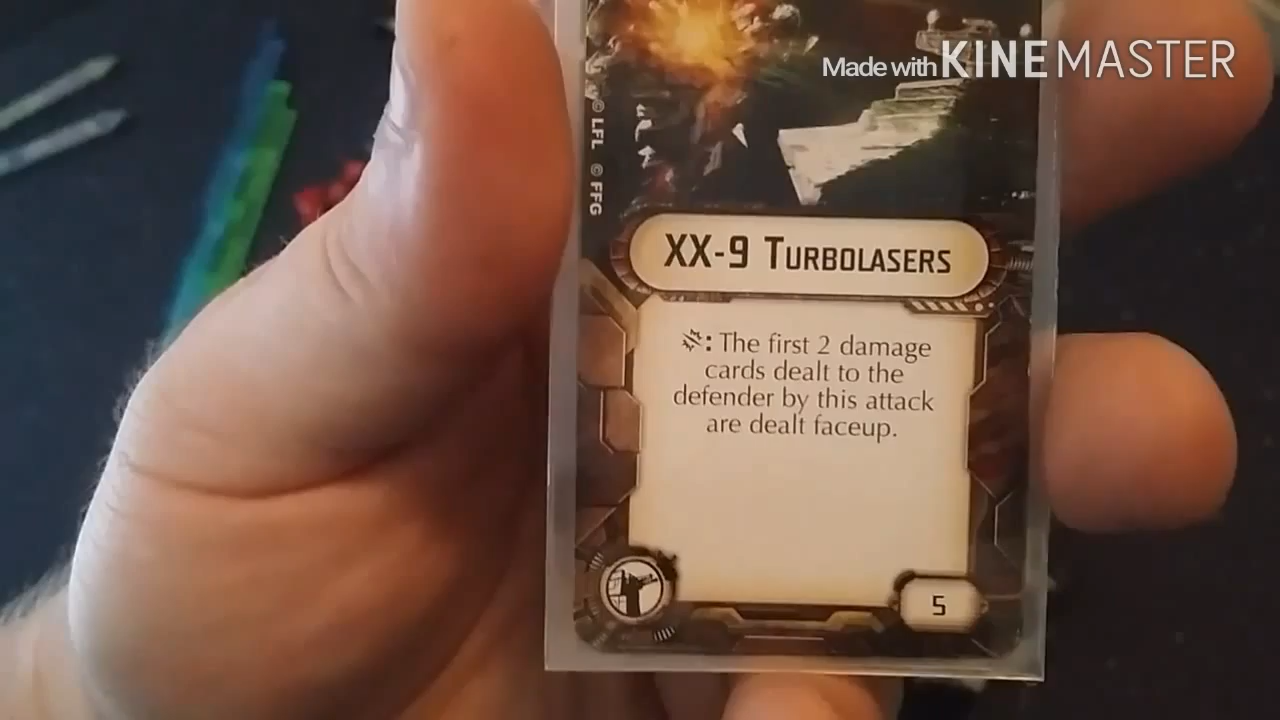 Made with KINEMASTER
© LFL © FFG
XX-9 TURBOLASERS
: The first 2 damage
cards dealt to the
defender by this attack
are dealt faceup.
5